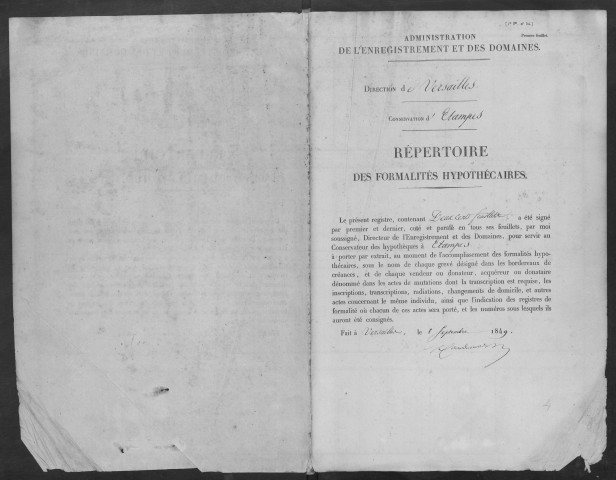 Premier feuillet.
ADMINISTRATION
DE L'ENREGISTREMENT ET DES DOMAINES.
DIRECTION de Versailles
CONSERVATION d'Etampes
RÉPERTOIRE
DES FORMALITÉS HYPOTHÉCAIRES.
Le présent registre, contenant Deux cents feuillets, a été signé
par premier et dernier, coté et parafé en tous ses feuillets, par moi
soussigné, Directeur de l'Enregistrement et des Domaines, pour servir au
Conservateur des hypothèques à Etampes
à porter par extrait, au moment de l'accomplissement des formalités hypo-
thécaires, sous le nom de chaque grevé désigné dans les bordereaux de
créances, et de chaque vendeur ou donateur, acquéreur ou donataire
dénommé dans les actes de mutations dont la transcription est requise, les
inscriptions, transcriptions, radiations, changements de domicile, et autres
actes concernant le même individu, ainsi que l'indication des registres de
formalité où chacun de ces actes sera porté, et les numéros sous lesquels ils
auront été consignés.
Fait à Versailles, le Septembre 1849.